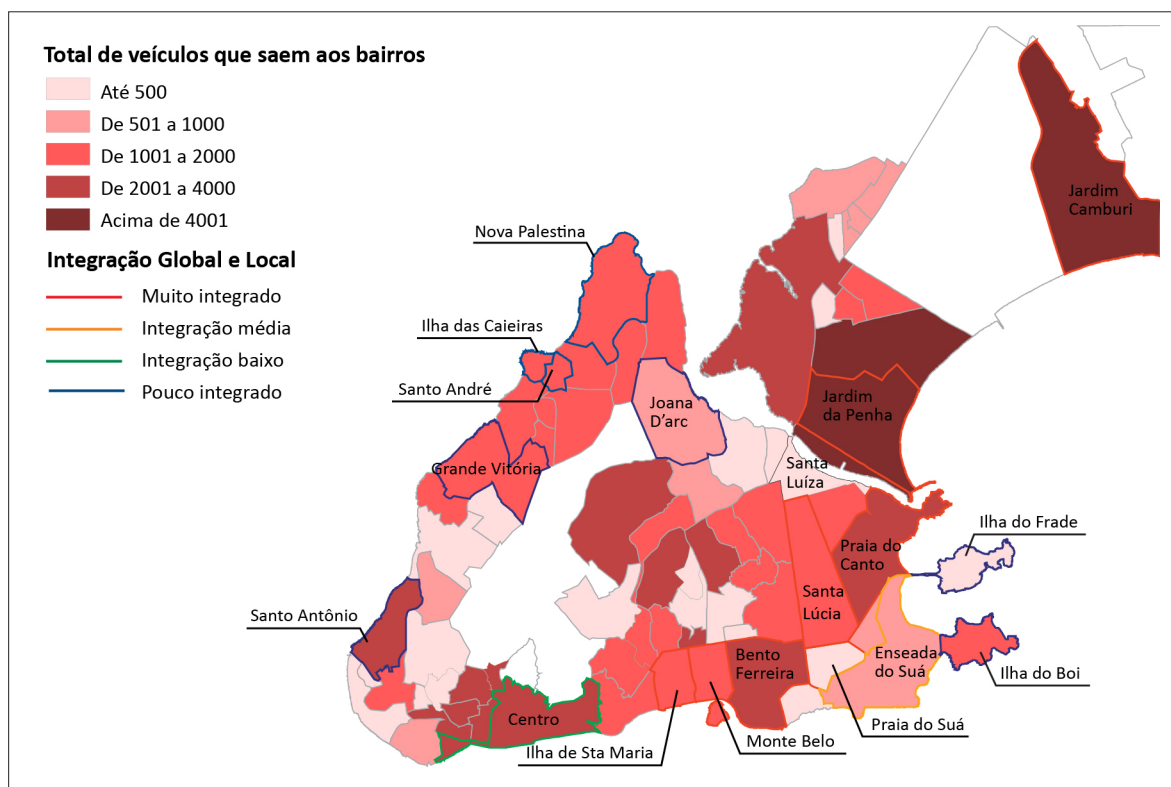 Total de veículos que saem aos bairros
Até 500
De 501 a 1000
De 1001 a 2000
De 2001 a 4000
Acima de 4001
Integração Global e Local
Muito integrado
Integração média
Integração baixo
Pouco integrado
Jardim
Camburi
Nova Palestina
Ilha das Caieiras
Santo André
Joana
D'arc
Jardim
da Penha
Grande Vitória
Santa
Luíza
Ilha do Frade
Praia do
Canto
Santo Antônio
Santa
Lúcia
Bento
Ferreira
Enseada
do Suá
Ilha do Boi
Centro
Praia do Suá
Monte Belo
Ilha de Sta Maria